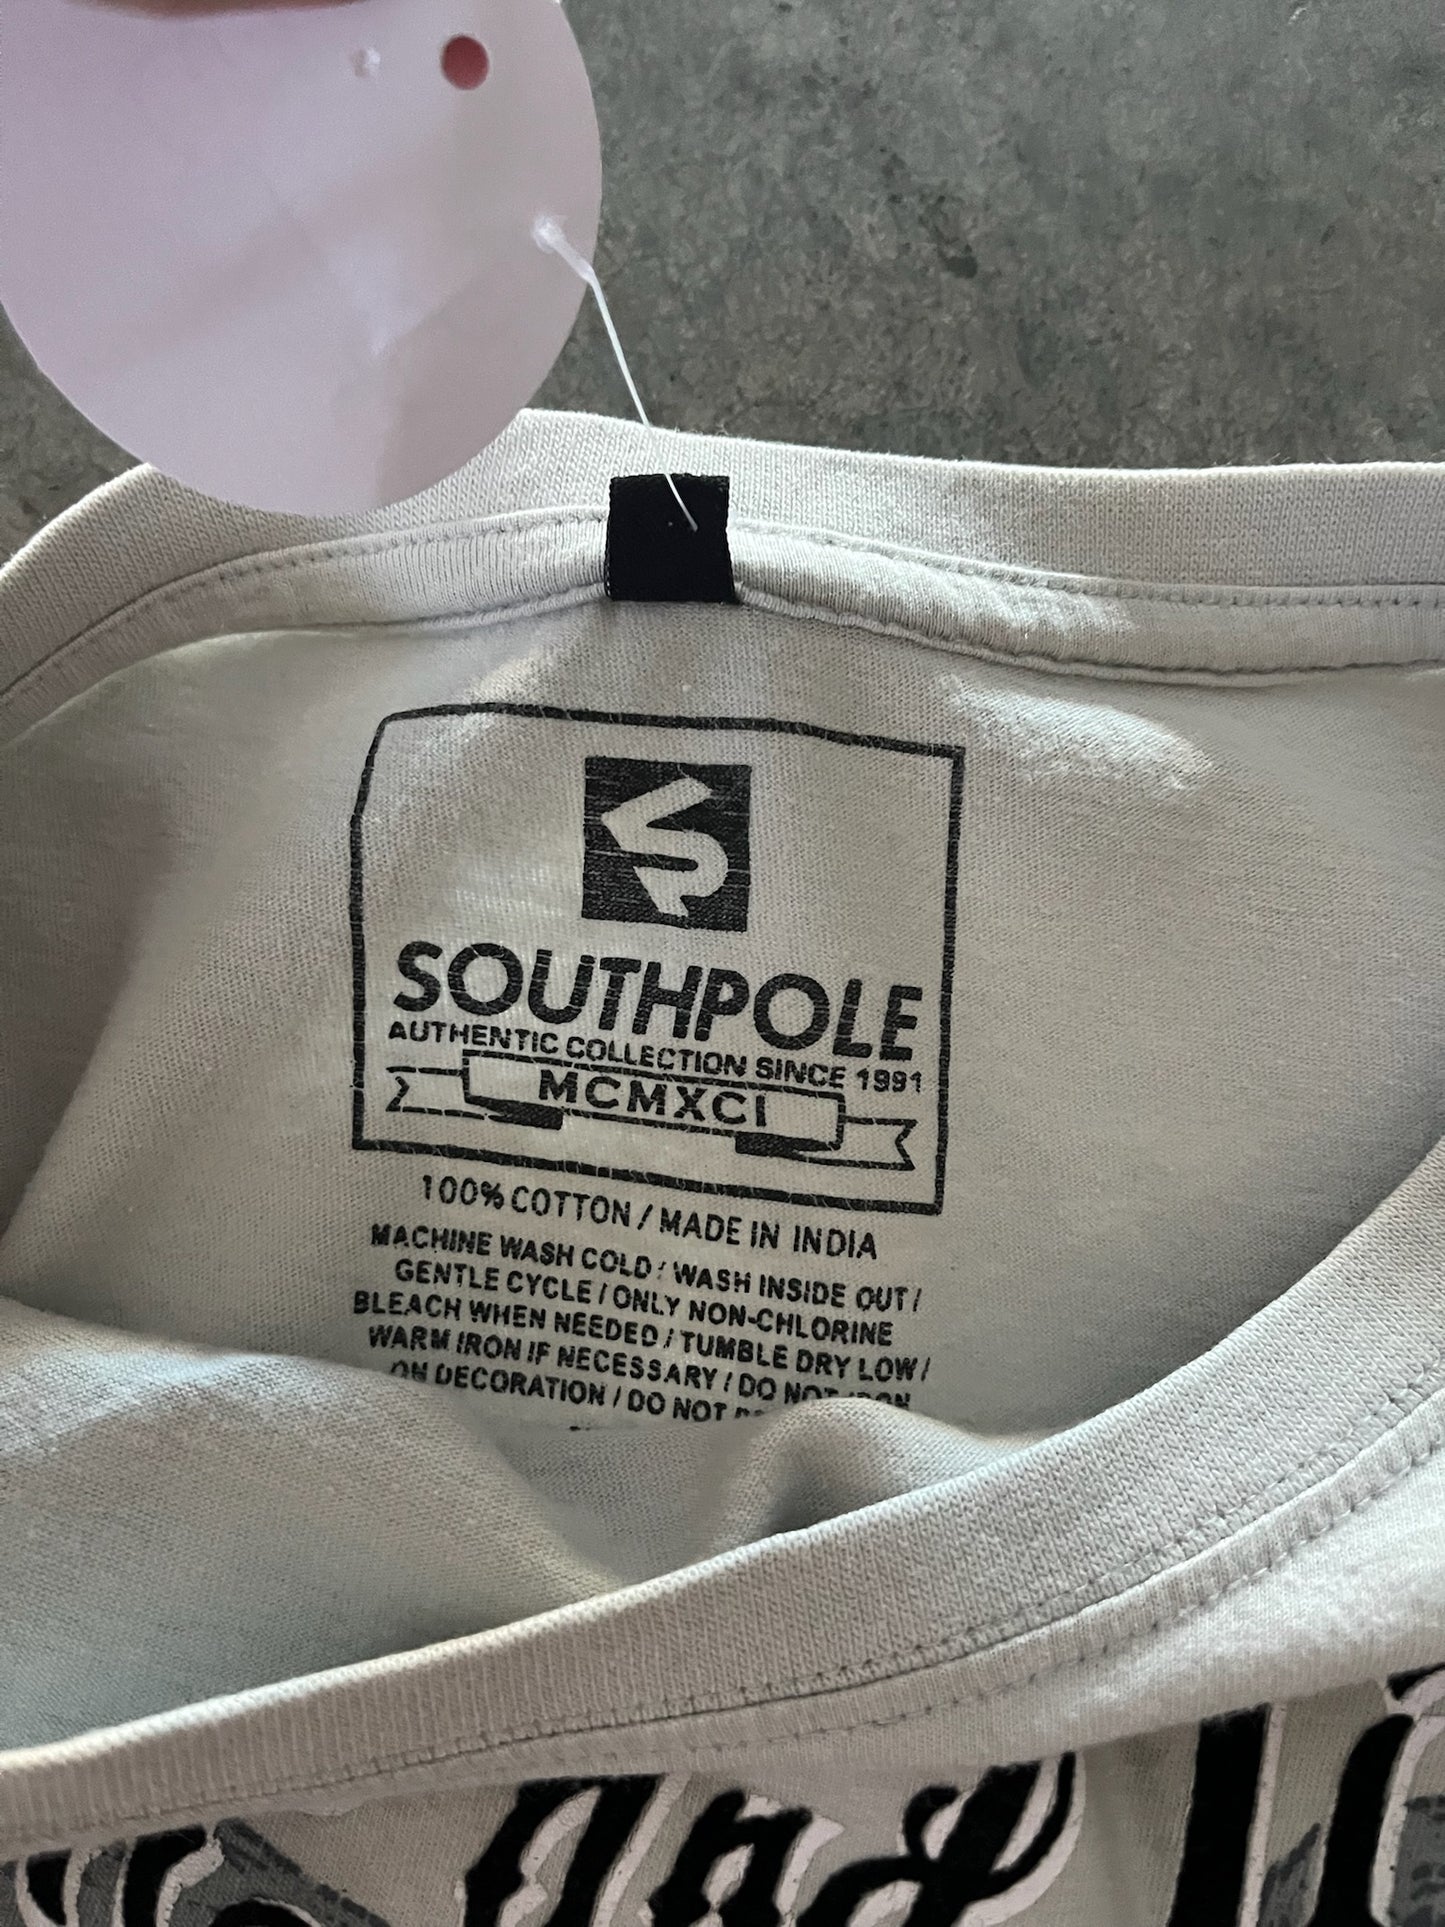 SP
SOUTHPOLE
AUTHENTIC COLLECTION SINCE 1991
MCMXCI
100% COTTON / MADE IN INDIA
MACHINE WASH COLD / WASH INSIDE OUT /
GENTLE CYCLE / ONLY NON-CHLORINE
BLEACH WHEN NEEDED / TUMBLE DRY LOW /
WARM IRON IF NECESSARY / DO NOT IRON
ON DECORATION / DO NOT